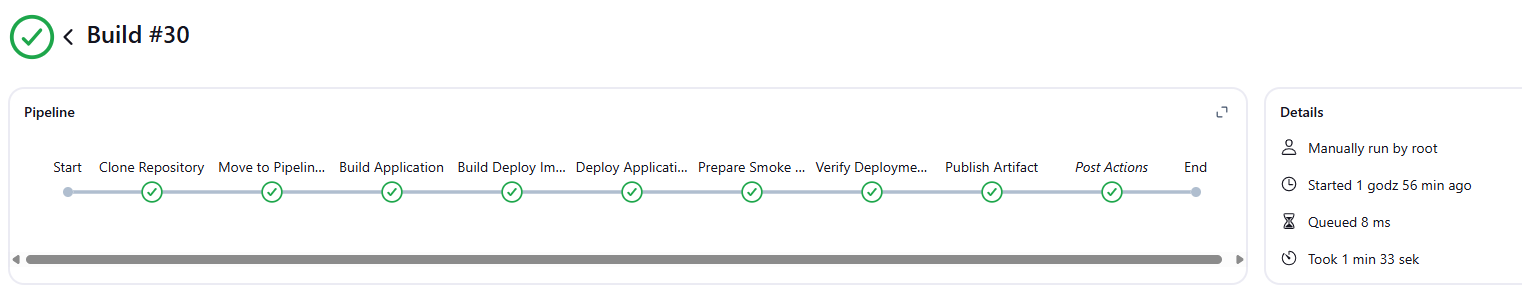 Build #30
Pipeline
Start Clone Repository Move to Pipelin... Build Application Build Deploy Im... Deploy Applicati... Prepare Smoke ... Verify Deployme... Publish Artifact Post Actions End
Details
Manually run by root
Started 1 godz 56 min ago
Queued 8 ms
Took 1 min 33 sek